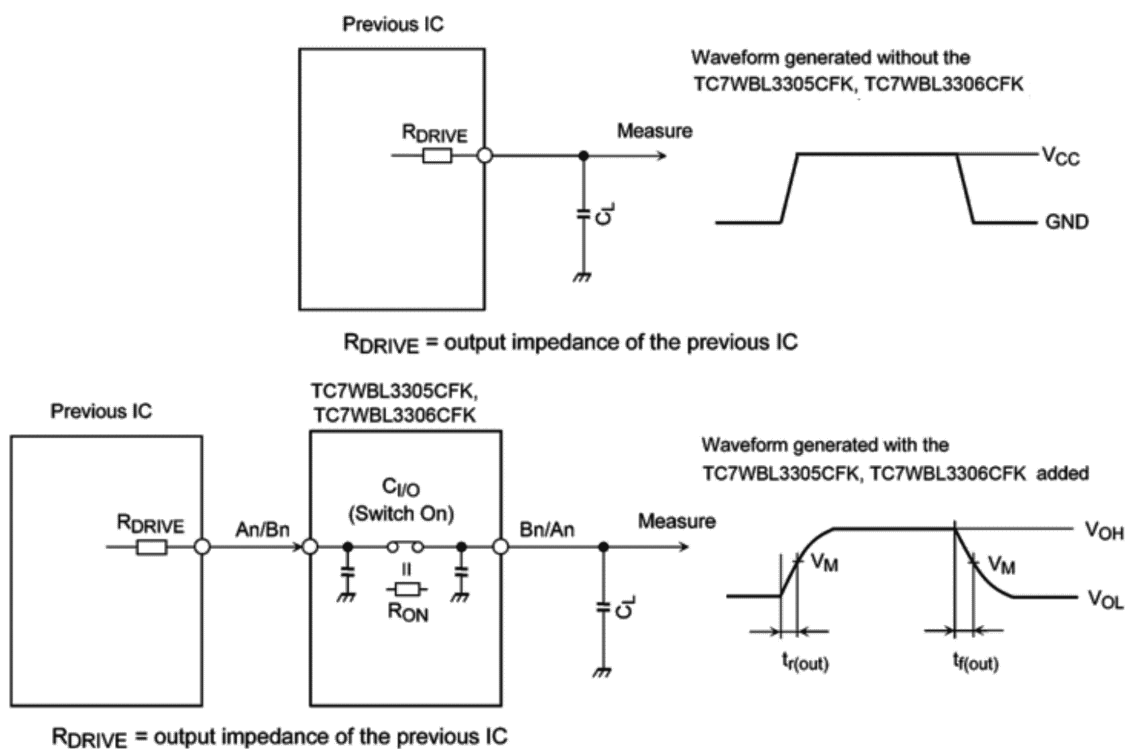 Previous IC
Waveform generated without the
TC7WBL3305CFK, TC7WBL3306CFK
RDRIVE
Measure
CL
VCC
GND
RDRIVE = output impedance of the previous IC
TC7WBL3305CFK,
TC7WBL3306CFK
Previous IC
Waveform generated with the
TC7WBL3305CFK, TC7WBL3306CFK added
CI/O
(Switch On)
RDRIVE
An/Bn
Bn/An
Measure
RON
CL
VOH
VM
VM
VOL
tr(out)
tf(out)
RDRIVE = output impedance of the previous IC